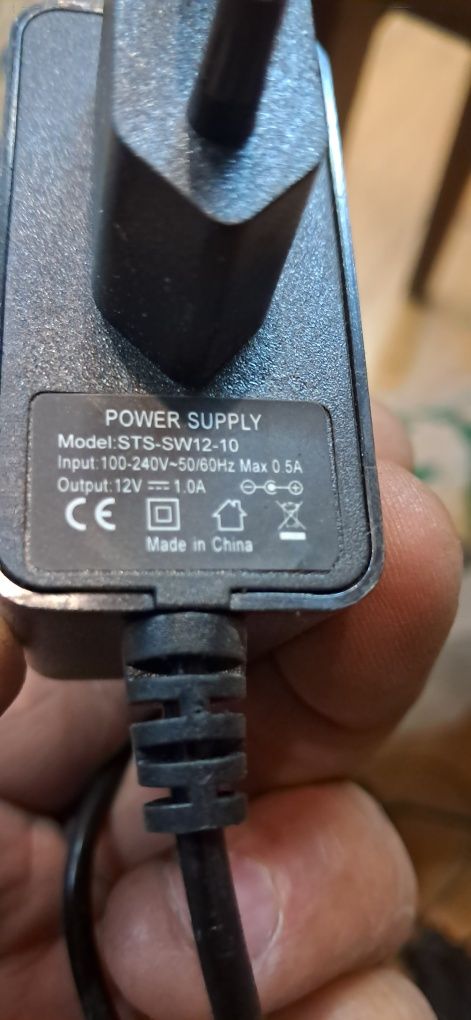 POWER SUPPLY
Model:STS-SW12-10
Input:100-240V~50/60Hz Max 0.5A
Output:12V ⎓ 1.0A
CE
Made in China